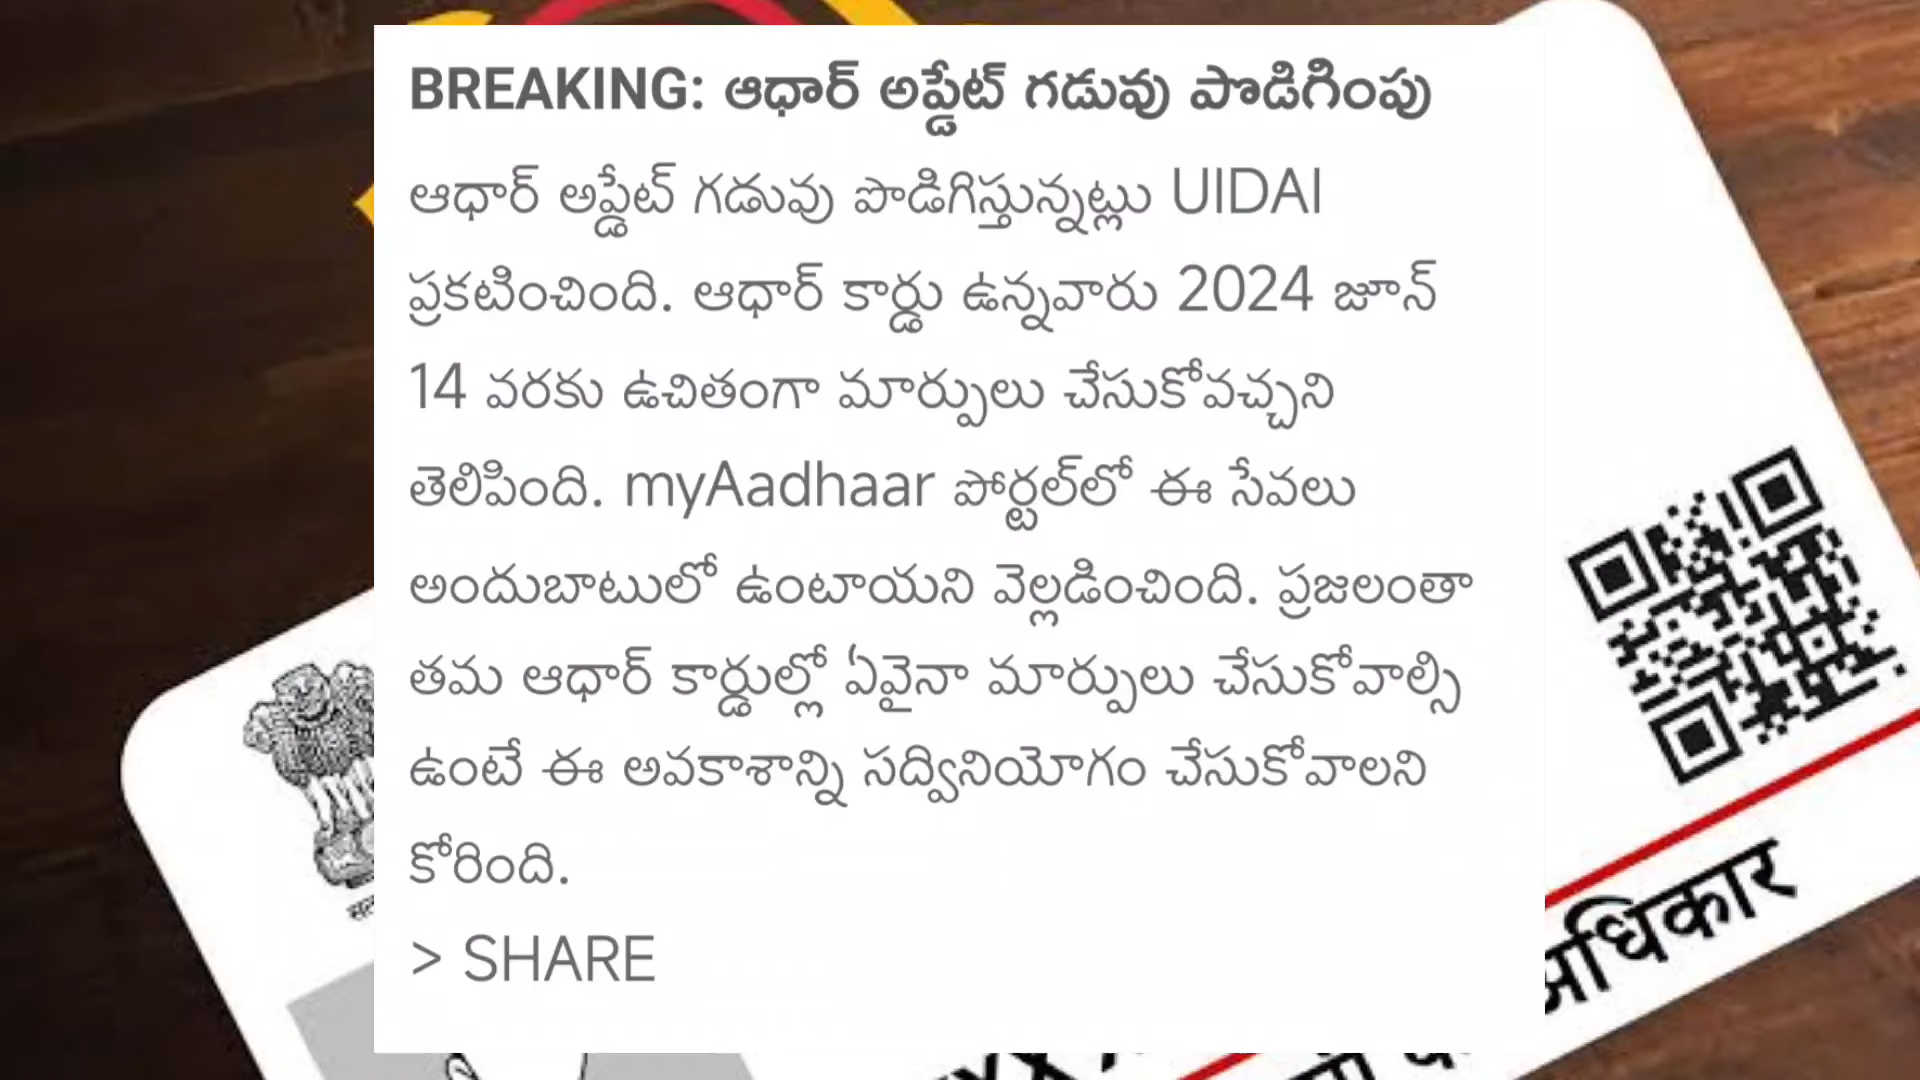 BREAKING: ఆధార్ అప్డేట్ గడువు పొడిగింపు
ఆధార్ అప్డేట్ గడువు పొడిగిస్తున్నట్లు UIDAI
ప్రకటించింది. ఆధార్ కార్డు ఉన్నవారు 2024 జూన్
14 వరకు ఉచితంగా మార్పులు చేసుకోవచ్చని
తెలిపింది. myAadhaar పోర్టల్‌లో ఈ సేవలు
అందుబాటులో ఉంటాయని వెల్లడించింది. ప్రజలంతా
తమ ఆధార్ కార్డుల్లో ఏవైనా మార్పులు చేసుకోవాల్సి
ఉంటే ఈ అవకాశాన్ని సద్వినియోగం చేసుకోవాలని
కోరింది.
> SHARE
अधिकार